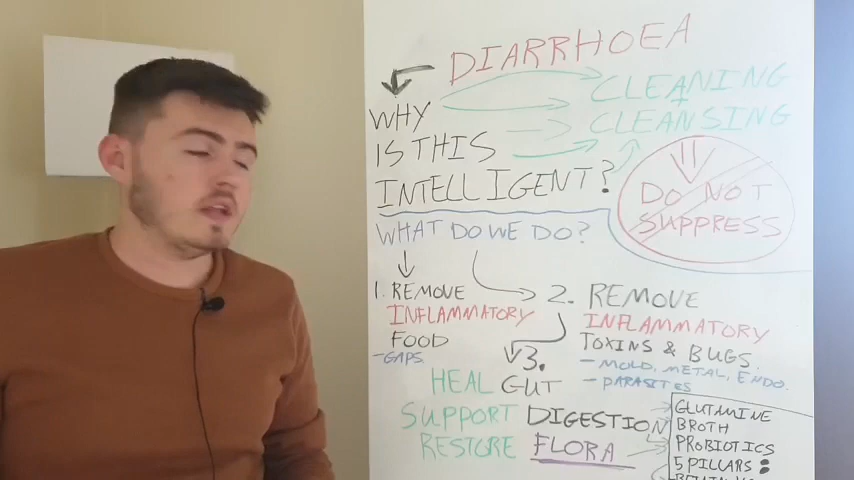 DIARRHOEA
WHY
IS THIS
INTELLIGENT?
CLEANING
+
CLEANSING
DO NOT
SUPPRESS
WHAT DO WE DO?
1. REMOVE
INFLAMMATORY
FOOD
-GAPS.
2. REMOVE
INFLAMMATORY
TOXINS & BUGS.
- MOLD, METAL, ENDO.
- PARASITES
3.
HEAL GUT
SUPPORT DIGESTION
RESTORE FLORA
GLUTAMINE
BROTH
PROBIOTICS
5 PILLARS: